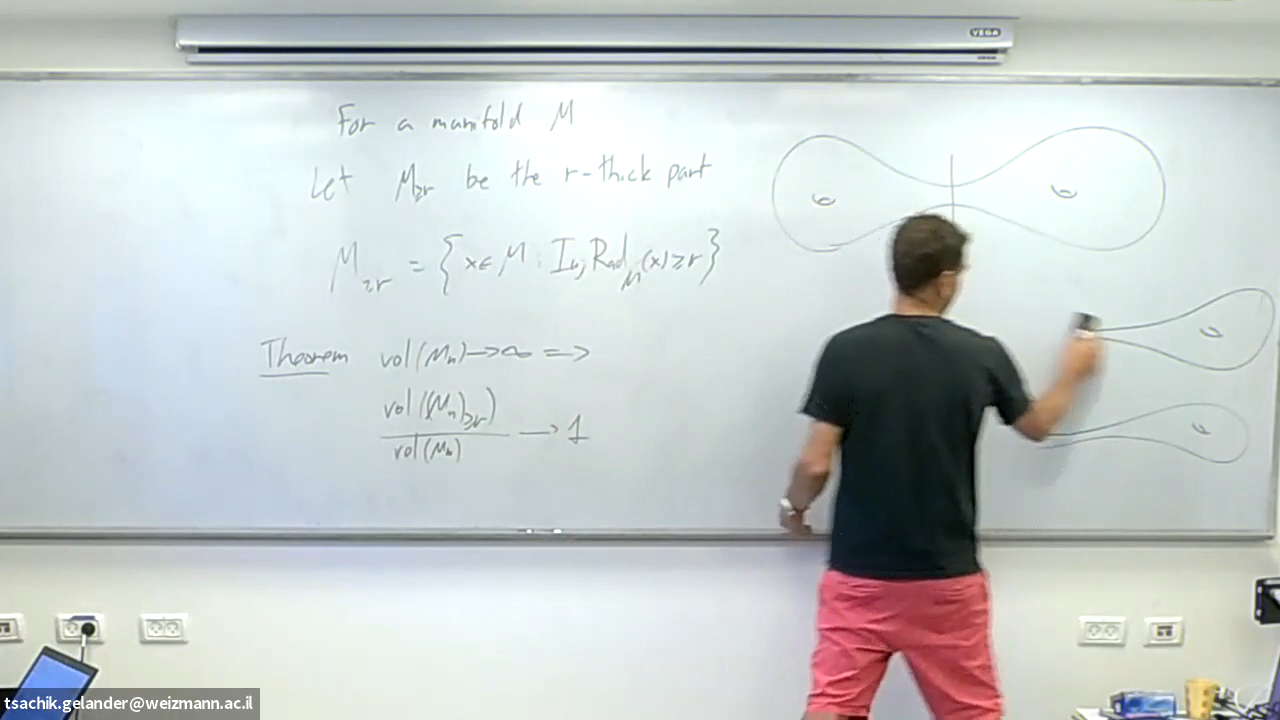 For a manifold M
Let M≥r be the r-thick part
M≥r = { x∈M : InjRad_M(x) ≥ r }
Theorem vol(Mn) → ∞ ⇒
vol((Mn)≥r)
vol(Mn)
→ 1
VEGA
tsachik.gelander@weizmann.ac.il